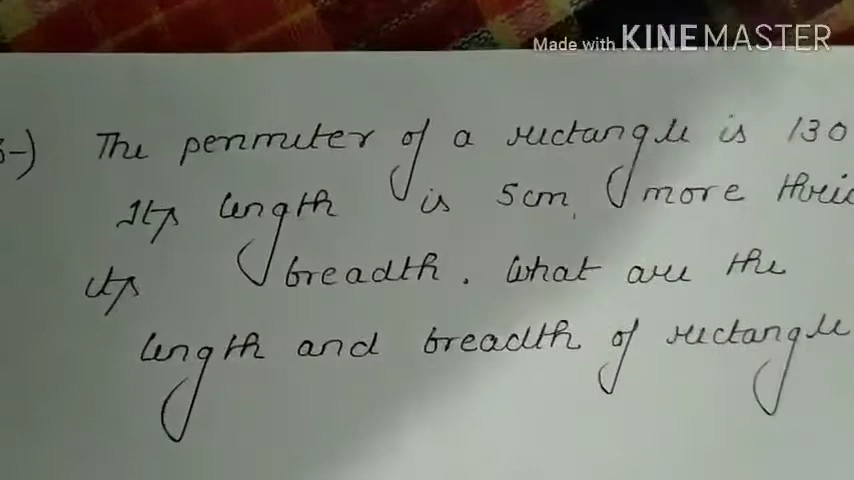 Made with KINEMASTER
The perimeter of a rectangle is 130
Its length is 5cm more
its breadth. What are the
length and breadth of rectangle